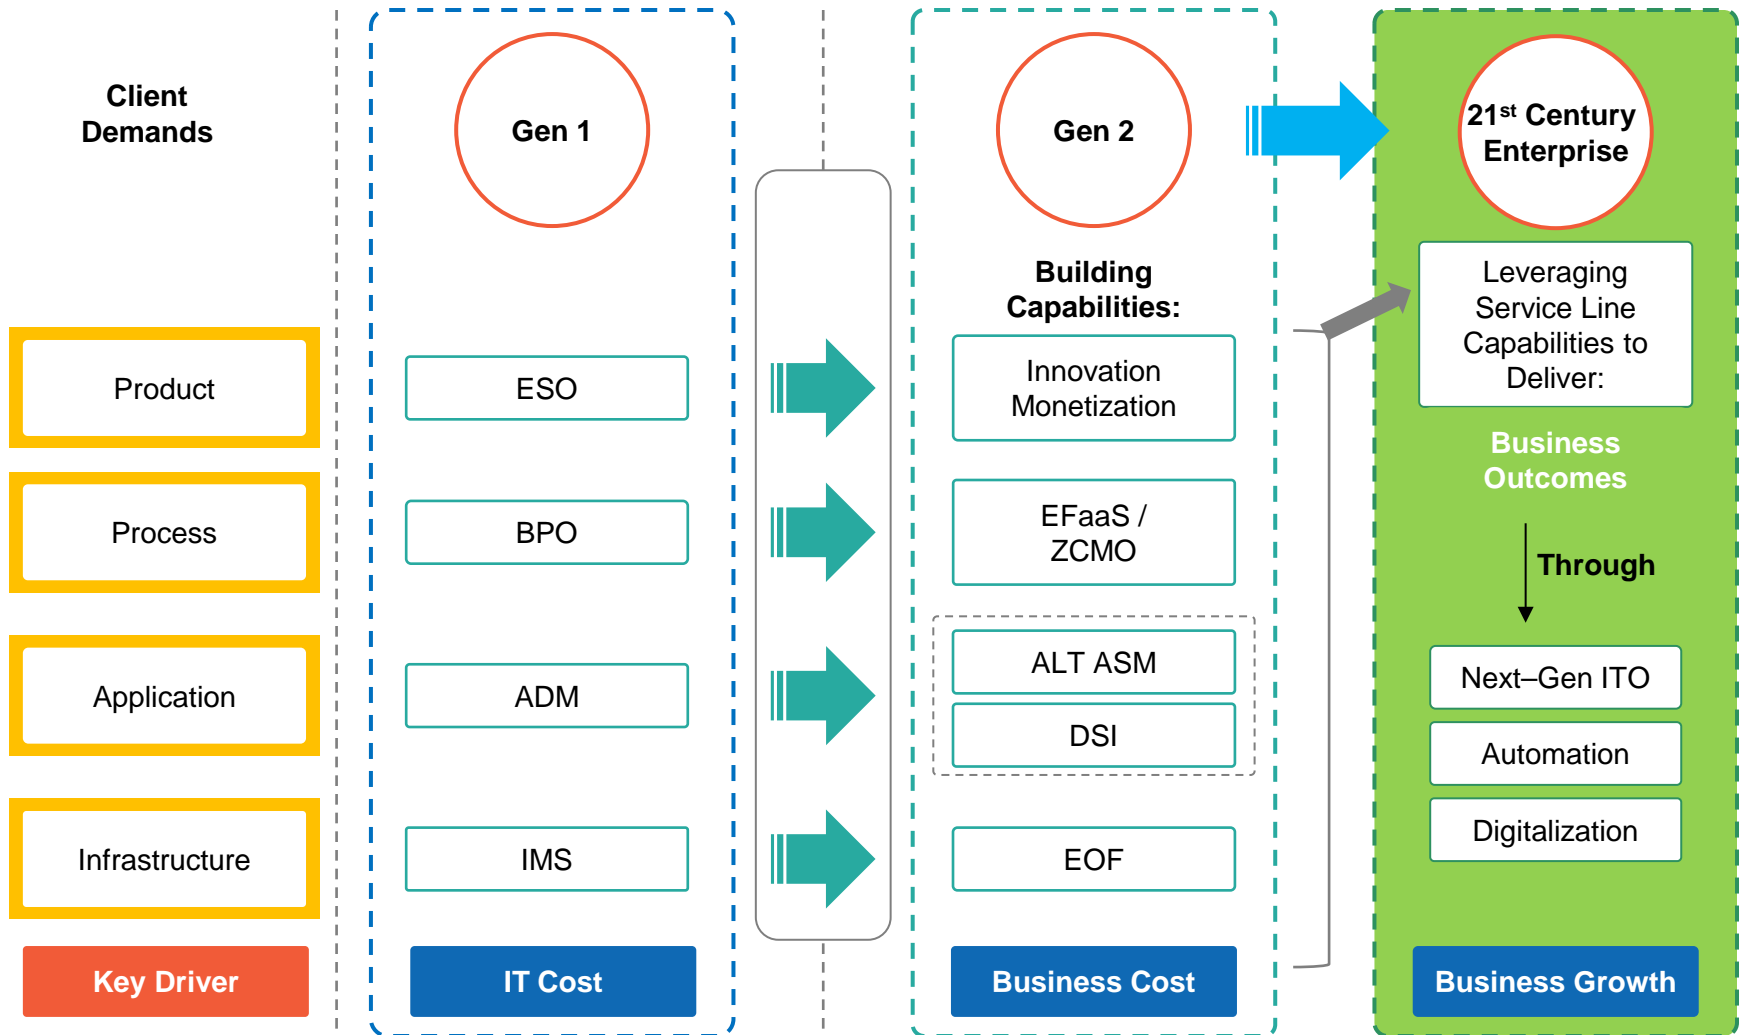 Client
Demands
Gen 1
Gen 2
21st Century
Enterprise
Building
Capabilities:
Leveraging
Service Line
Capabilities to
Deliver:
Product
ESO
Innovation
Monetization
Business
Outcomes
Process
BPO
EFaaS /
ZCMO
Through
Application
ADM
ALT ASM
DSI
Next–Gen ITO
Automation
Digitalization
Infrastructure
IMS
EOF
Key Driver
IT Cost
Business Cost
Business Growth